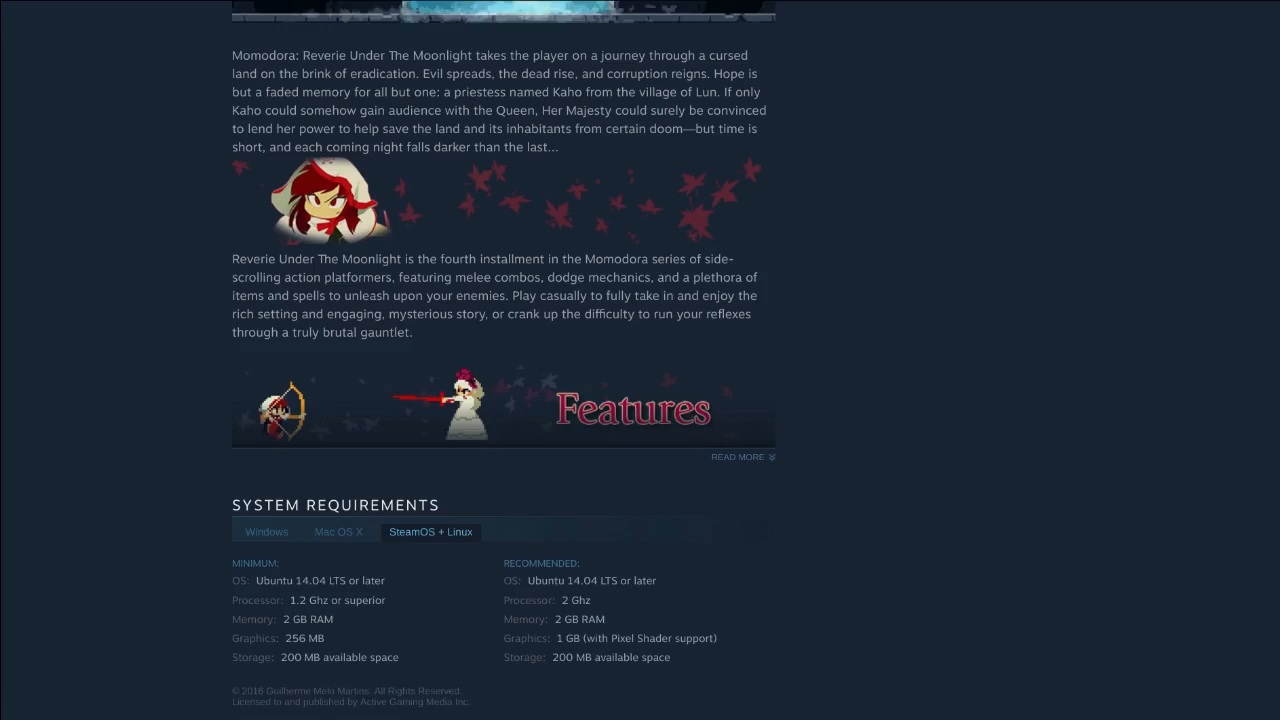 Momodora: Reverie Under The Moonlight takes the player on a journey through a cursed
land on the brink of eradication. Evil spreads, the dead rise, and corruption reigns. Hope is
but a faded memory for all but one: a priestess named Kaho from the village of Lun. If only
Kaho could somehow gain audience with the Queen, Her Majesty could surely be convinced
to lend her power to help save the land and its inhabitants from certain doom—but time is
short, and each coming night falls darker than the last...
Reverie Under The Moonlight is the fourth installment in the Momodora series of side-
scrolling action platformers, featuring melee combos, dodge mechanics, and a plethora of
items and spells to unleash upon your enemies. Play casually to fully take in and enjoy the
rich setting and engaging, mysterious story, or crank up the difficulty to run your reflexes
through a truly brutal gauntlet.
Features
READ MORE
SYSTEM REQUIREMENTS
Windows Mac OS X SteamOS + Linux
MINIMUM: RECOMMENDED:
OS: Ubuntu 14.04 LTS or later OS: Ubuntu 14.04 LTS or later
Processor: 1.2 Ghz or superior Processor: 2 Ghz
Memory: 2 GB RAM Memory: 2 GB RAM
Graphics: 256 MB Graphics: 1 GB (with Pixel Shader support)
Storage: 200 MB available space Storage: 200 MB available space
© 2016 Guilherme Melo Martins. All Rights Reserved.
Licensed to and published by Active Gaming Media Inc.